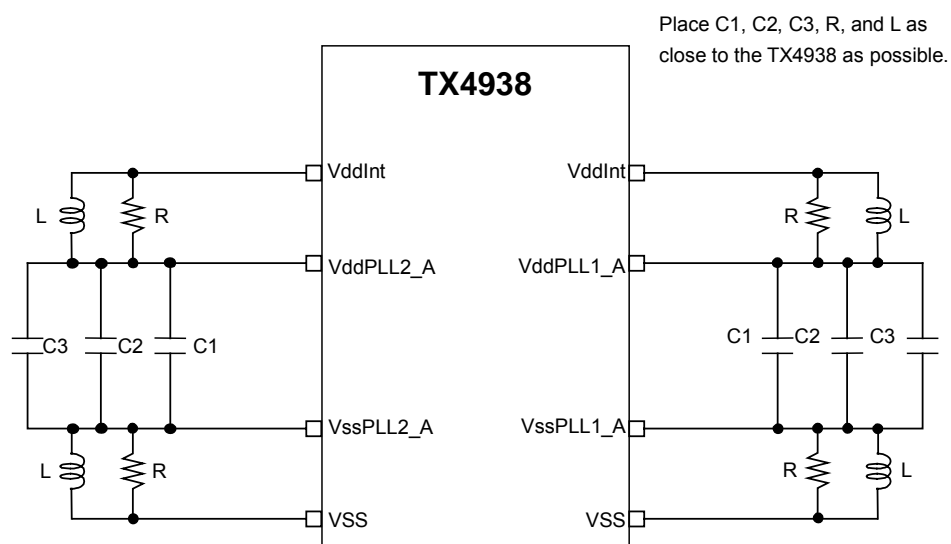 Place C1, C2, C3, R, and L as
close to the TX4938 as possible.
TX4938
VddInt VddInt
L R R L
VddPLL2_A VddPLL1_A
C3 C2 C1 C1 C2 C3
VssPLL2_A VssPLL1_A
L R R L
VSS VSS